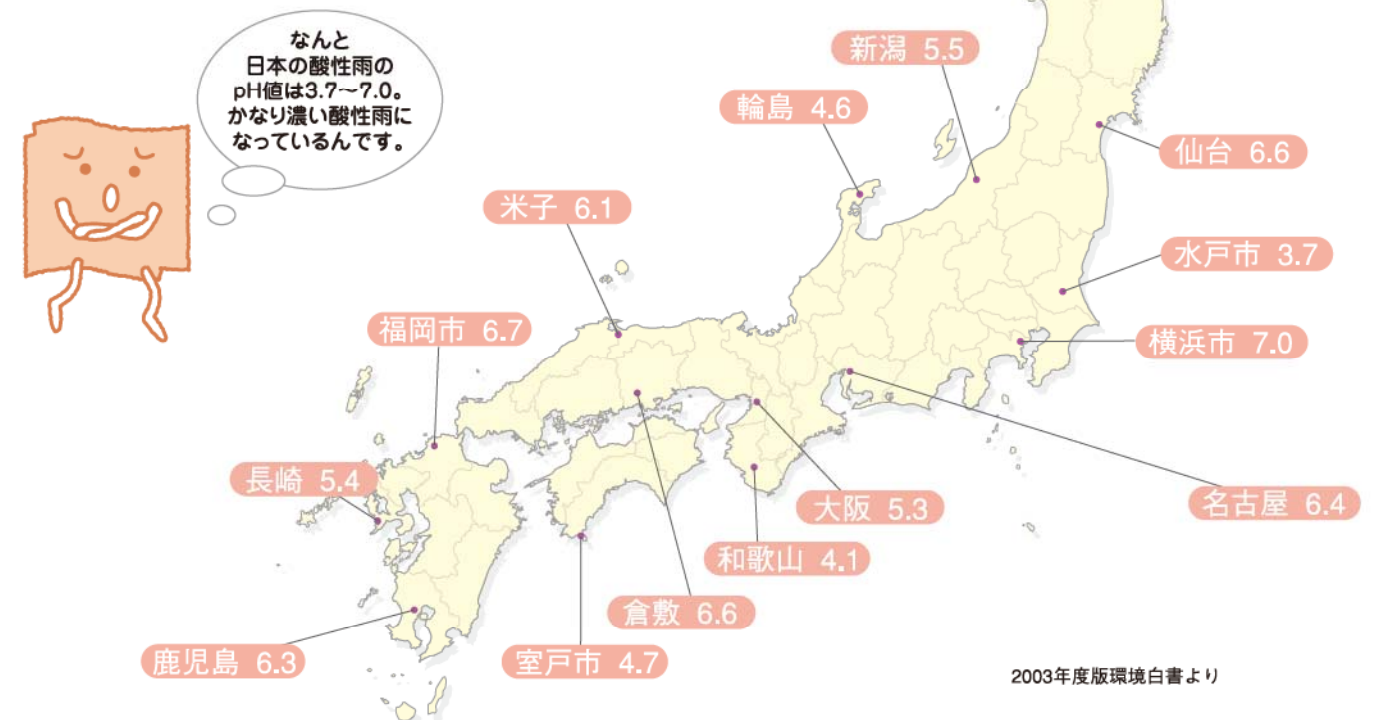 なんと
日本の酸性雨の
pH値は3.7〜7.0。
かなり濃い酸性雨に
なっているんです。
新潟 5.5
輪島 4.6
仙台 6.6
米子 6.1
水戸市 3.7
福岡市 6.7
横浜市 7.0
長崎 5.4
大阪 5.3
名古屋 6.4
和歌山 4.1
倉敷 6.6
鹿児島 6.3
室戸市 4.7
2003年度版環境白書より